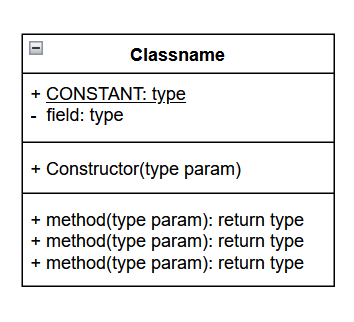 Classname
+ CONSTANT: type
- field: type
+ Constructor(type param)
+ method(type param): return type
+ method(type param): return type
+ method(type param): return type